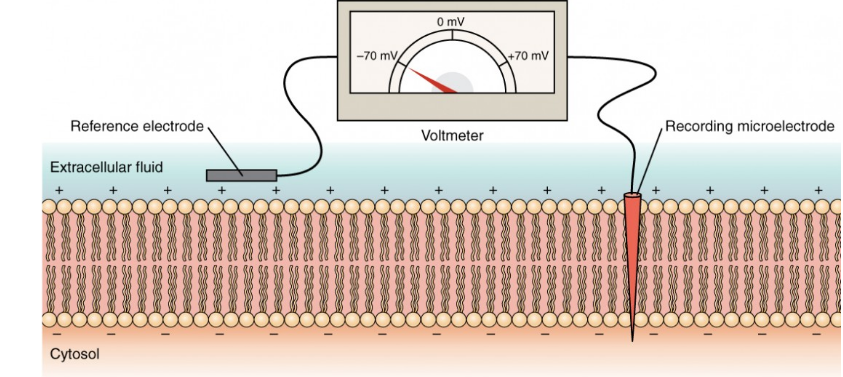 0 mV
−70 mV
+70 mV
Reference electrode
Voltmeter
Recording microelectrode
Extracellular fluid
+ + + + + + + + + + + + + + +
− − − − − − − − − − − − − − −
Cytosol